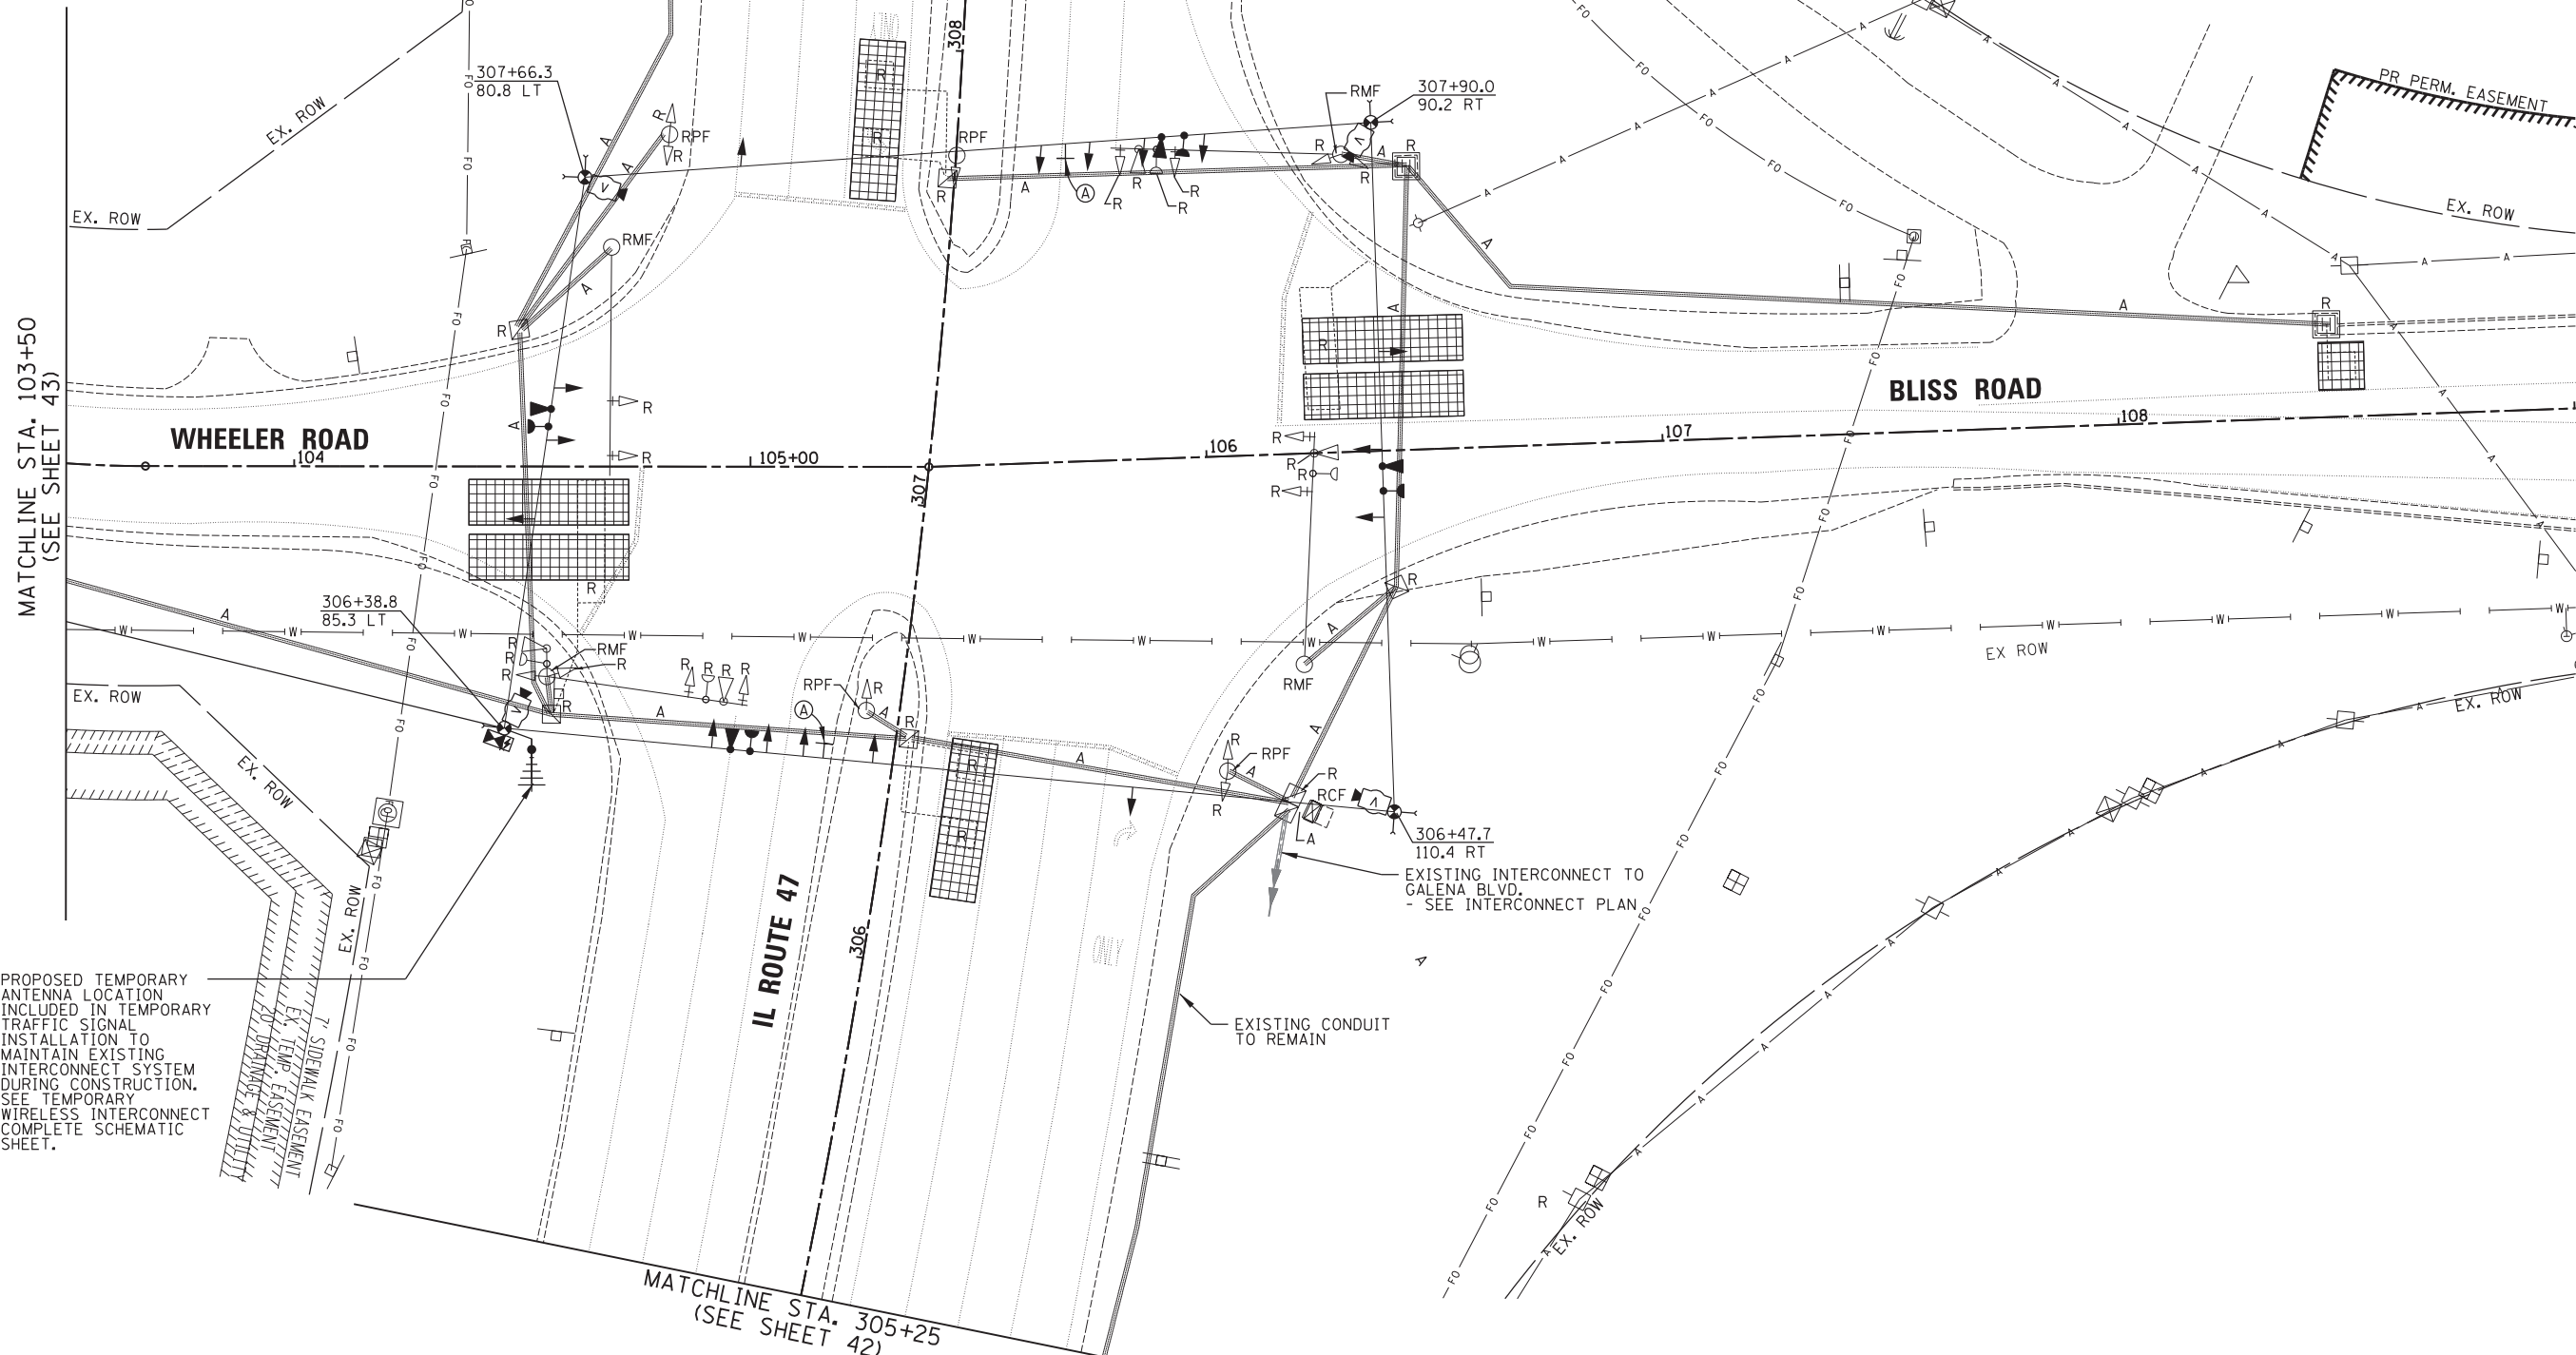 307+66.3
80.8 LT
308
307+90.0
90.2 RT
RMF
RPF
RPF
RMF
EX. ROW
EX. ROW
PR PERM. EASEMENT
EX. ROW
MATCHLINE STA. 103+50
(SEE SHEET 43)
WHEELER ROAD
104
105+00
106
107
108
BLISS ROAD
307
306+38.8
85.3 LT
RMF
RPF
RMF
RPF
RCF
EX ROW
EX. ROW
EX. ROW
EX. ROW
EX. ROW
306+47.7
110.4 RT
EXISTING INTERCONNECT TO
GALENA BLVD.
- SEE INTERCONNECT PLAN
IL ROUTE 47
306
ONLY
EXISTING CONDUIT
TO REMAIN
PROPOSED TEMPORARY
ANTENNA LOCATION
INCLUDED IN TEMPORARY
TRAFFIC SIGNAL
INSTALLATION TO
MAINTAIN EXISTING
INTERCONNECT SYSTEM
DURING CONSTRUCTION.
SEE TEMPORARY
WIRELESS INTERCONNECT
COMPLETE SCHEMATIC
SHEET.
7' SIDEWALK EASEMENT
EX. TEMP. EASEMENT
20' DRAINAGE & UTILITY
EX. ROW
MATCHLINE STA. 305+25
(SEE SHEET 42)